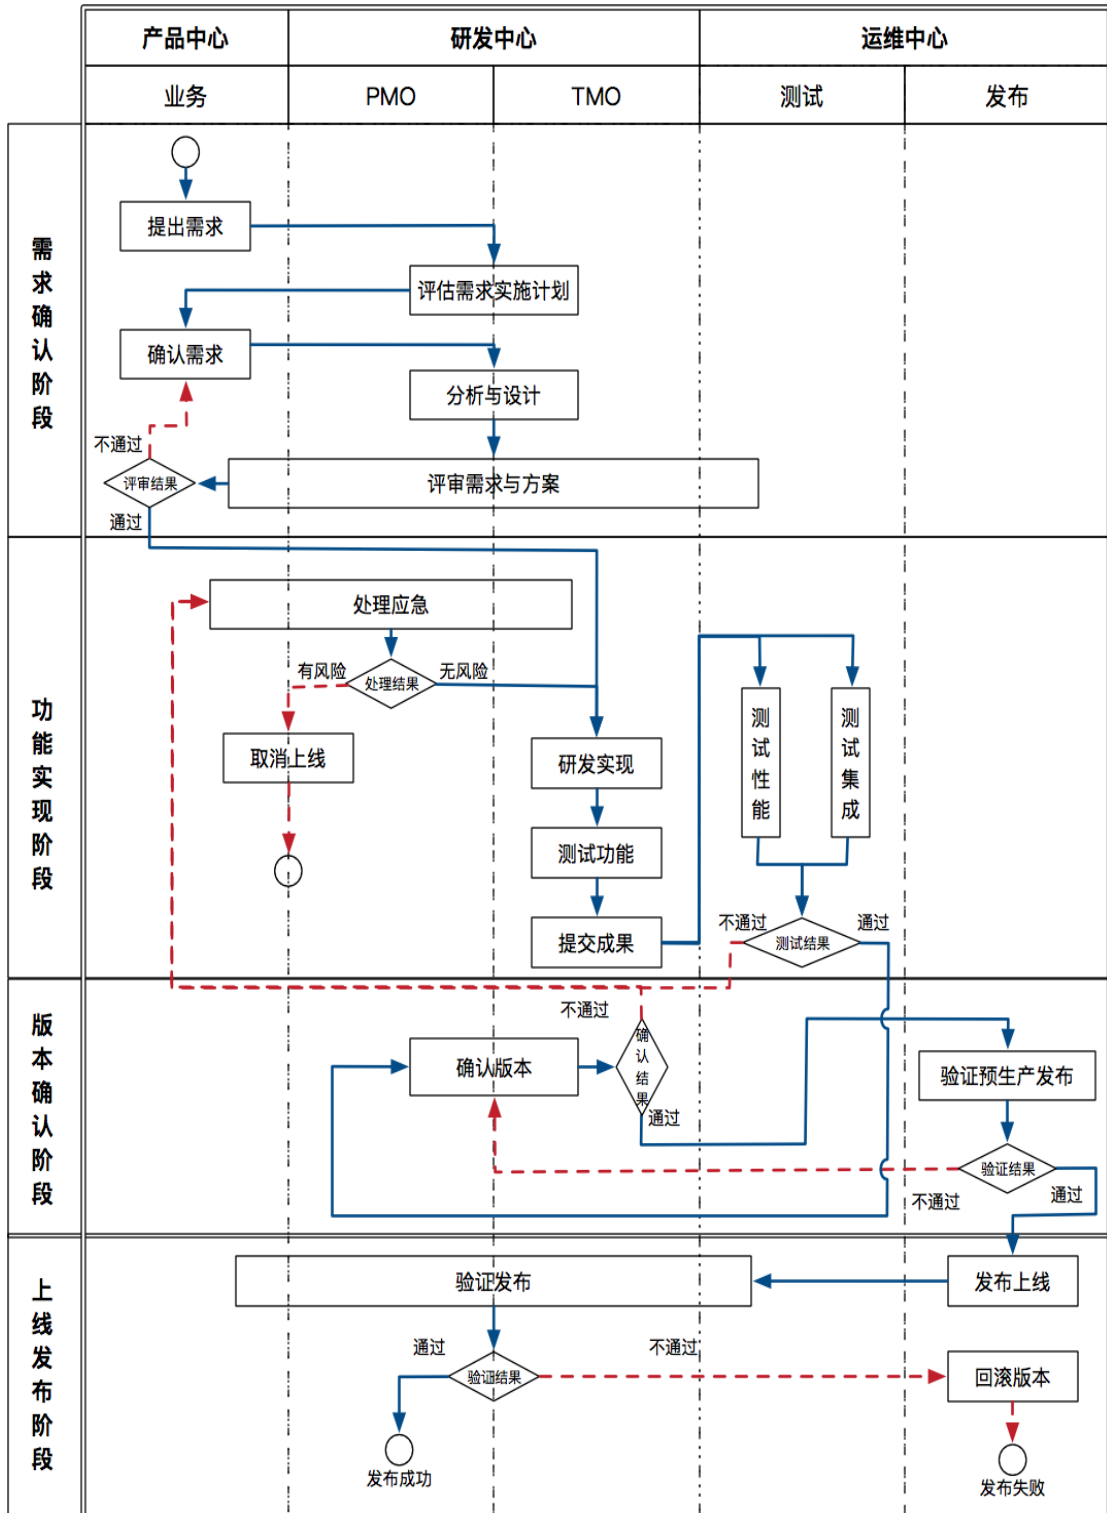 产品中心
研发中心
运维中心
业务
PMO
TMO
测试
发布
需求确认阶段
提出需求
评估需求实施计划
确认需求
分析与设计
不通过
评审结果
评审需求与方案
通过
功能实现阶段
处理应急
有风险
处理结果
无风险
取消上线
研发实现
测试性能
测试集成
测试功能
提交成果
不通过
测试结果
通过
版本确认阶段
不通过
确认版本
确认结果
通过
验证预生产发布
验证结果
不通过
通过
上线发布阶段
验证发布
发布上线
通过
验证结果
不通过
回滚版本
发布成功
发布失败